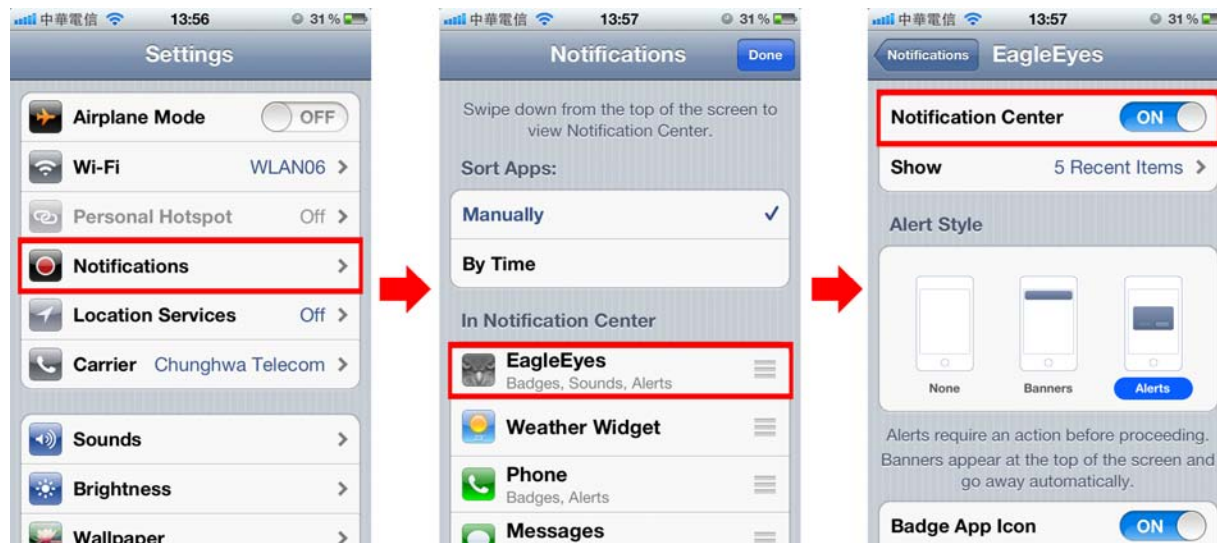 中華電信 13:56 31 %
Settings
Airplane Mode OFF
Wi-Fi WLAN06
Personal Hotspot Off
Notifications
Location Services Off
Carrier Chunghwa Telecom
Sounds
Brightness
Wallpaper
中華電信 13:57 31 %
Notifications Done
Swipe down from the top of the screen to
view Notification Center.
Sort Apps:
Manually
By Time
In Notification Center
EagleEyes
Badges, Sounds, Alerts
Weather Widget
Phone
Badges, Alerts
Messages
中華電信 13:57 31 %
Notifications EagleEyes
Notification Center ON
Show 5 Recent Items
Alert Style
None Banners Alerts
Alerts require an action before proceeding.
Banners appear at the top of the screen and
go away automatically.
Badge App Icon ON